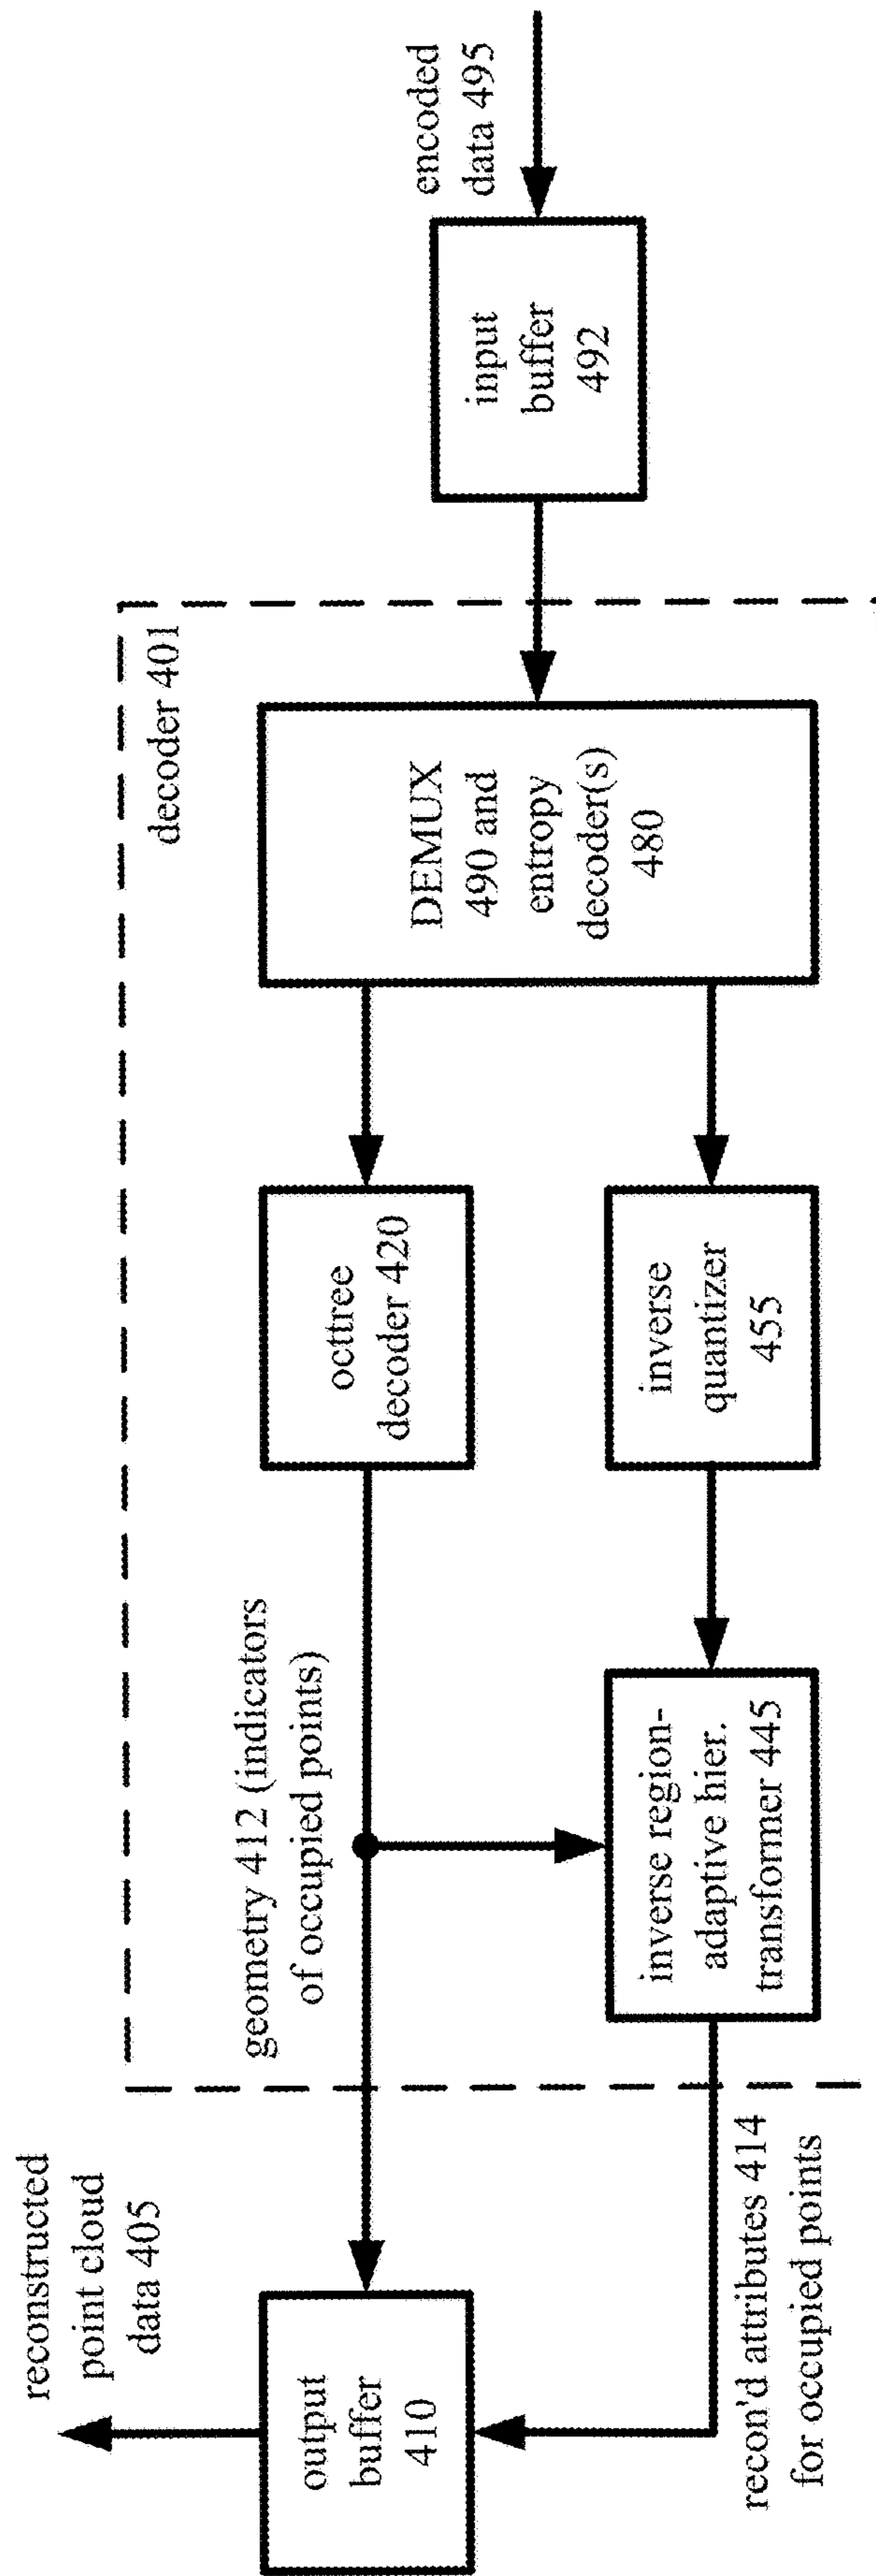 reconstructed
point cloud
data 405
output
buffer
410
recon'd attributes 414
for occupied points
geometry 412 (indicators
of occupied points)
inverse region-
adaptive hier.
transformer 445
octtree
decoder 420
inverse
quantizer
455
decoder 401
DEMUX
490 and
entropy
decoder(s)
480
input
buffer
492
encoded
data 495